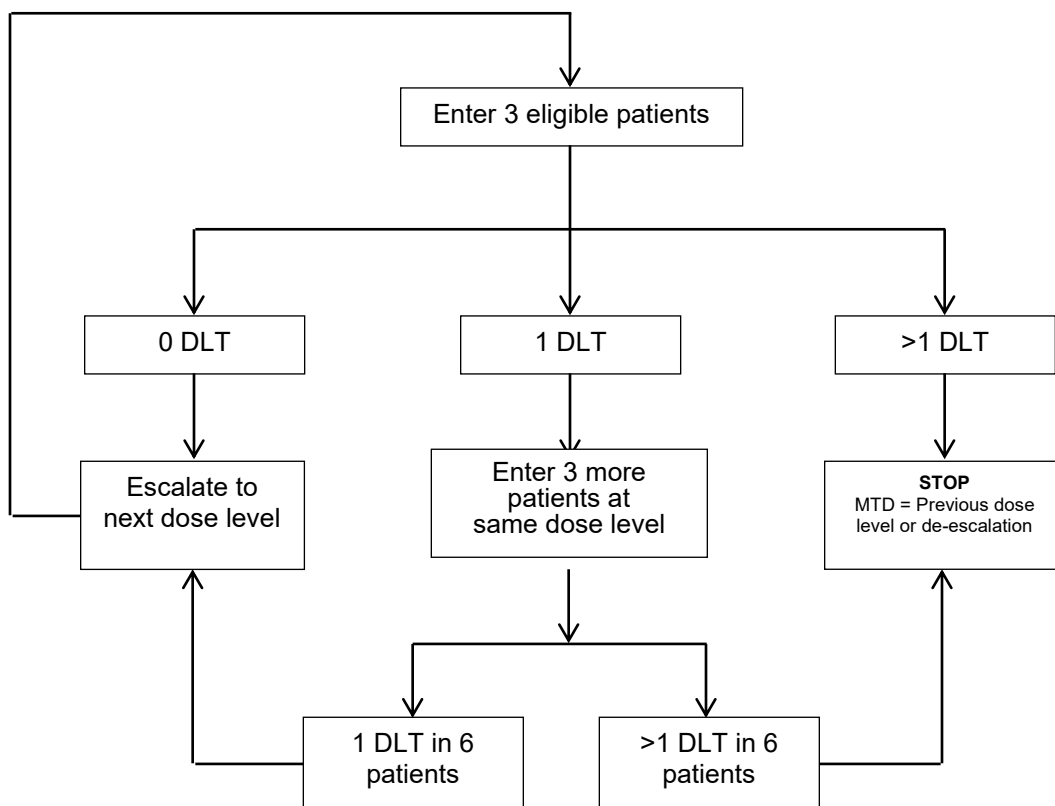 Enter 3 eligible patients
0 DLT
1 DLT
>1 DLT
Escalate to
next dose level
Enter 3 more
patients at
same dose level
STOP
MTD = Previous dose
level or de-escalation
1 DLT in 6
patients
>1 DLT in 6
patients